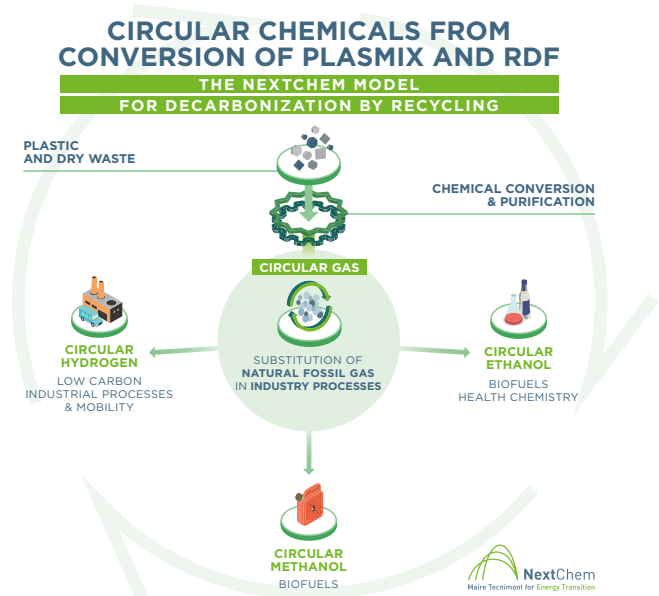 CIRCULAR CHEMICALS FROM
CONVERSION OF PLASMIX AND RDF
THE NEXTCHEM MODEL
FOR DECARBONIZATION BY RECYCLING
PLASTIC
AND DRY WASTE
CHEMICAL CONVERSION
& PURIFICATION
CIRCULAR GAS
SUBSTITUTION OF
NATURAL FOSSIL GAS
IN INDUSTRY PROCESSES
CIRCULAR
HYDROGEN
LOW CARBON
INDUSTRIAL PROCESSES
& MOBILITY
CIRCULAR
ETHANOL
BIOFUELS
HEALTH CHEMISTRY
CIRCULAR
METHANOL
BIOFUELS
NextChem
Maire Tecnimont for Energy Transition